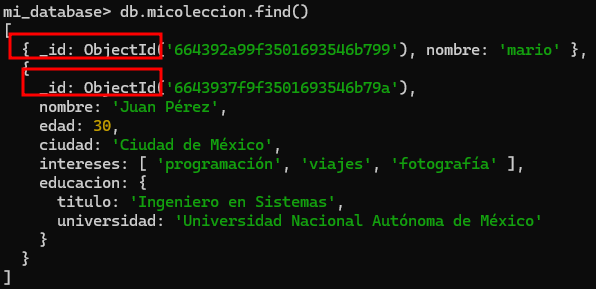 mi_database> db.micoleccion.find()
[
  { _id: ObjectId('664392a99f3501693546b799'), nombre: 'mario' },
  {
    _id: ObjectId('6643937f9f3501693546b79a'),
    nombre: 'Juan Pérez',
    edad: 30,
    ciudad: 'Ciudad de México',
    intereses: [ 'programación', 'viajes', 'fotografía' ],
    educacion: {
      titulo: 'Ingeniero en Sistemas',
      universidad: 'Universidad Nacional Autónoma de México'
    }
  }
]